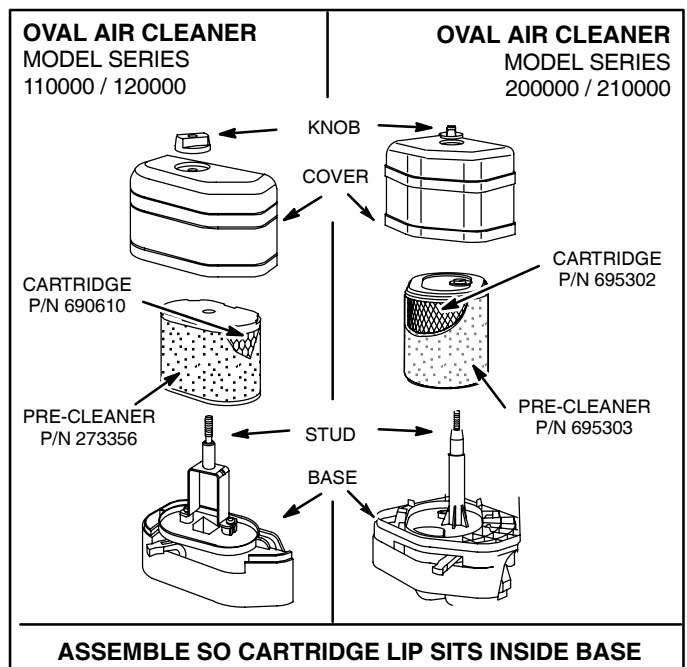 OVAL AIR CLEANER
MODEL SERIES
110000 / 120000
OVAL AIR CLEANER
MODEL SERIES
200000 / 210000
KNOB
COVER
CARTRIDGE
P/N 690610
CARTRIDGE
P/N 695302
PRE-CLEANER
P/N 273356
PRE-CLEANER
P/N 695303
STUD
BASE
ASSEMBLE SO CARTRIDGE LIP SITS INSIDE BASE